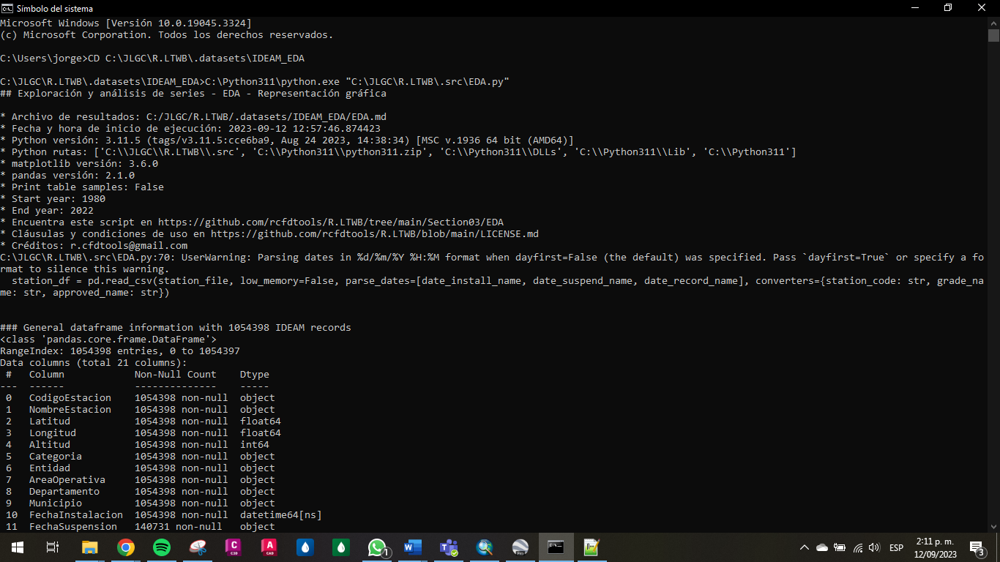 Símbolo del sistema
Microsoft Windows [Versión 10.0.19045.3324]
(c) Microsoft Corporation. Todos los derechos reservados.
C:\Users\jorge>CD C:\JLGC\R.LTWB\.datasets\IDEAM_EDA
C:\JLGC\R.LTWB\.datasets\IDEAM_EDA>C:\Python311\python.exe "C:\JLGC\R.LTWB\.src\EDA.py"
## Exploración y análisis de series - EDA - Representación gráfica
* Archivo de resultados: C:/JLGC/R.LTWB/.datasets/IDEAM_EDA/EDA.md
* Fecha y hora de inicio de ejecución: 2023-09-12 12:57:46.874423
* Python versión: 3.11.5 (tags/v3.11.5:cce6ba9, Aug 24 2023, 14:38:34) [MSC v.1936 64 bit (AMD64)]
* Python rutas: ['C:\\JLGC\\R.LTWB\\.src', 'C:\\Python311\\python311.zip', 'C:\\Python311\\DLLs', 'C:\\Python311\\Lib', 'C:\\Python311']
* matplotlib versión: 3.6.0
* pandas versión: 2.1.0
* Print table samples: False
* Start year: 1980
* End year: 2022
* Encuentra este script en https://github.com/rcfdtools/R.LTWB/tree/main/Section03/EDA
* Cláusulas y condiciones de uso en https://github.com/rcfdtools/R.LTWB/blob/main/LICENSE.md
* Créditos: r.cfdtools@gmail.com
C:\JLGC\R.LTWB\.src\EDA.py:70: UserWarning: Parsing dates in %d/%m/%Y %H:%M format when dayfirst=False (the default) was specified. Pass `dayfirst=True` or specify a fo
rmat to silence this warning.
  station_df = pd.read_csv(station_file, low_memory=False, parse_dates=[date_install_name, date_suspend_name, date_record_name], converters={station_code: str, grade_na
me: str, approved_name: str})
### General dataframe information with 1054398 IDEAM records
<class 'pandas.core.frame.DataFrame'>
RangeIndex: 1054398 entries, 0 to 1054397
Data columns (total 21 columns):
 #   Column            Non-Null Count    Dtype
---  ------            --------------    -----
 0   CodigoEstacion    1054398 non-null  object
 1   NombreEstacion    1054398 non-null  object
 2   Latitud           1054398 non-null  float64
 3   Longitud          1054398 non-null  float64
 4   Altitud           1054398 non-null  int64
 5   Categoria         1054398 non-null  object
 6   Entidad           1054398 non-null  object
 7   AreaOperativa     1054398 non-null  object
 8   Departamento      1054398 non-null  object
 9   Municipio         1054398 non-null  object
 10  FechaInstalacion  1054398 non-null  datetime64[ns]
 11  FechaSuspension   140731 non-null   object
ESP
2:11 p. m.
12/09/2023
1
3